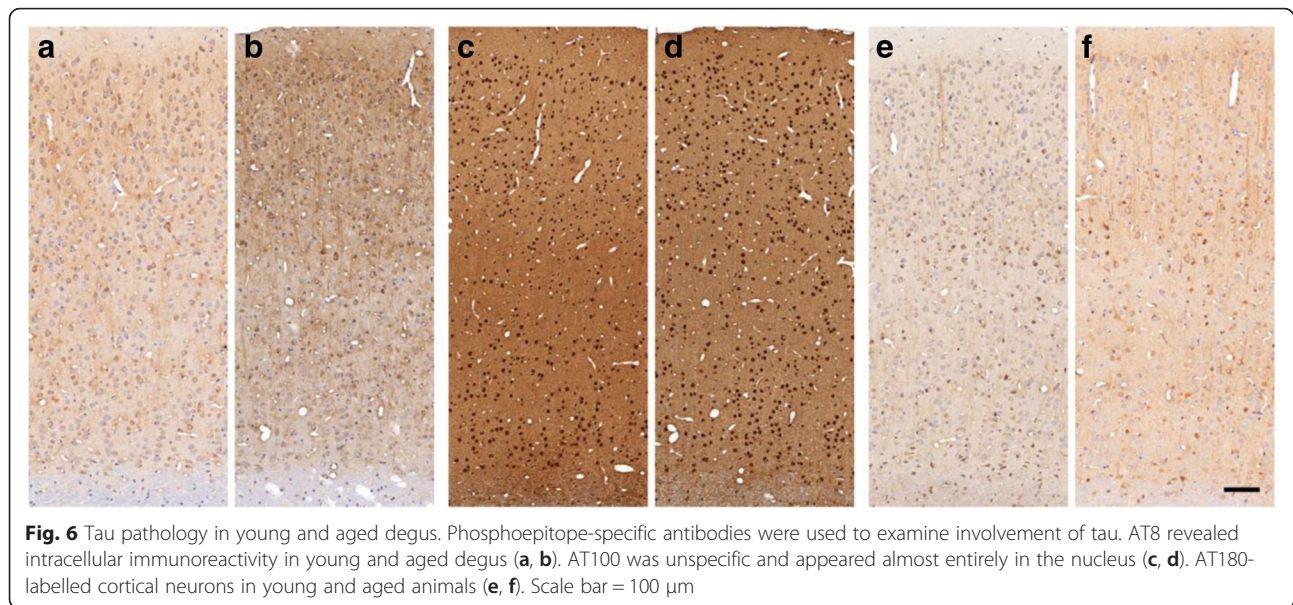 a b c d e f
Fig. 6 Tau pathology in young and aged degus. Phosphoepitope-specific antibodies were used to examine involvement of tau. AT8 revealed
intracellular immunoreactivity in young and aged degus (a, b). AT100 was unspecific and appeared almost entirely in the nucleus (c, d). AT180-
labelled cortical neurons in young and aged animals (e, f). Scale bar = 100 μm